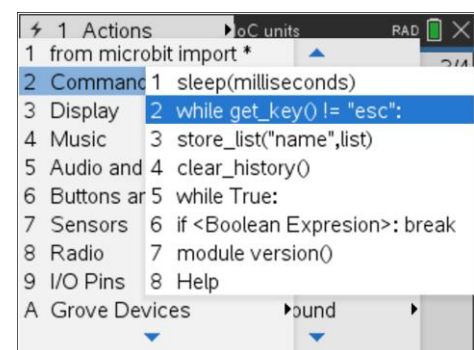 1 Actions oC units RAD
1 from microbit import *
2 Command
3 Display
4 Music
5 Audio and
6 Buttons ar
7 Sensors
8 Radio
9 I/O Pins
A Grove Devices ound
1 sleep(milliseconds)
2 while get_key() != "esc":
3 store_list("name",list)
4 clear_history()
5 while True:
6 if <Boolean Expresion>: break
7 module version()
8 Help